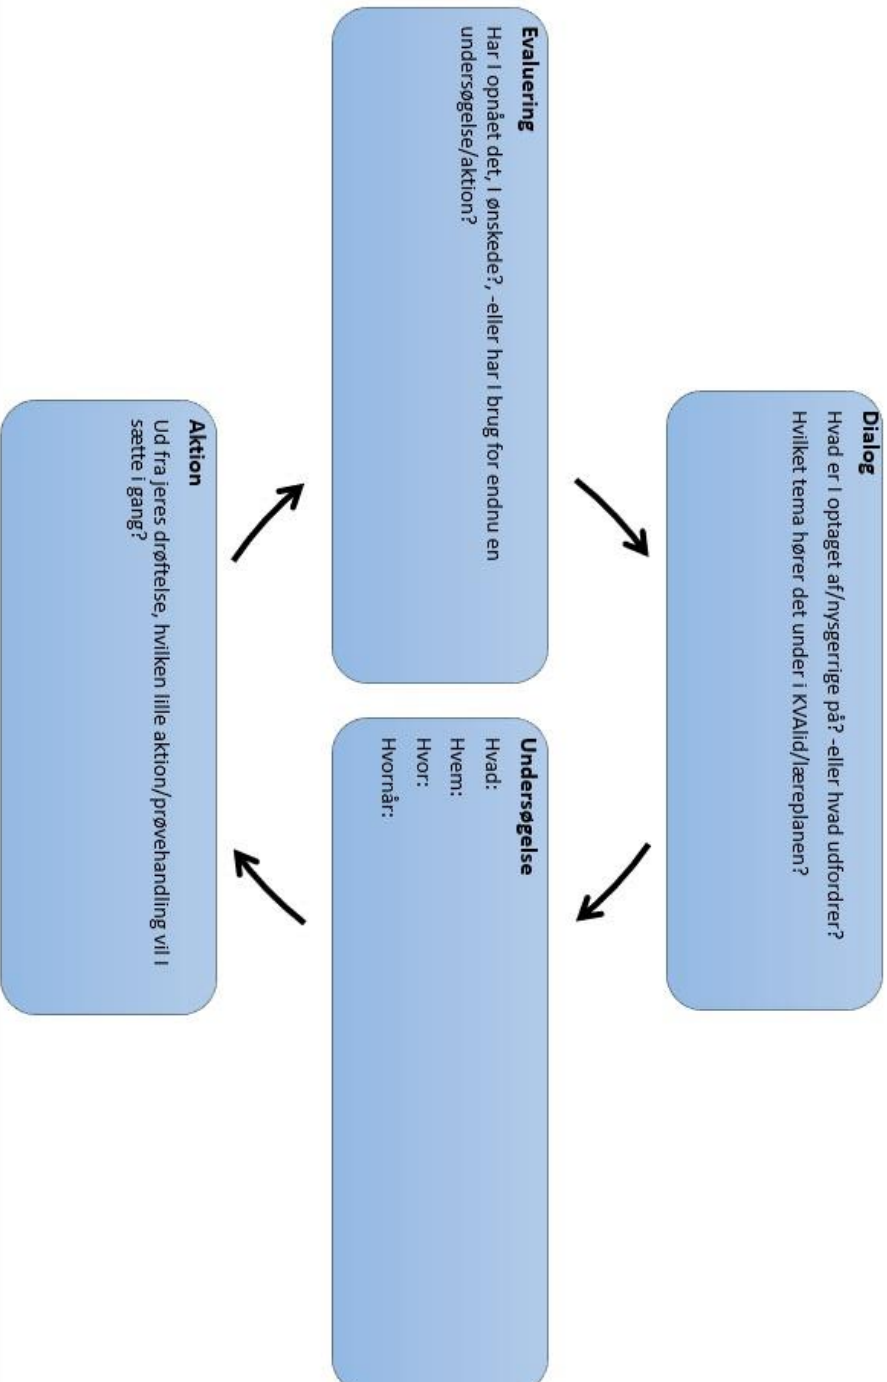 Dialog
Hvad er I optaget af/nysgerrige på? -eller hvad udfordrer?
Hvilket tema hører det under i KVAlid/læreplanen?
Undersøgelse
Hvad:
Hvem:
Hvor:
Hvornår:
Aktion
Ud fra jeres drøftelse, hvilken lille aktion/prøvehandling vil I
sætte i gang?
Evaluering
Har I opnået det, I ønskede?, -eller har I brug for endnu en
undersøgelse/aktion?